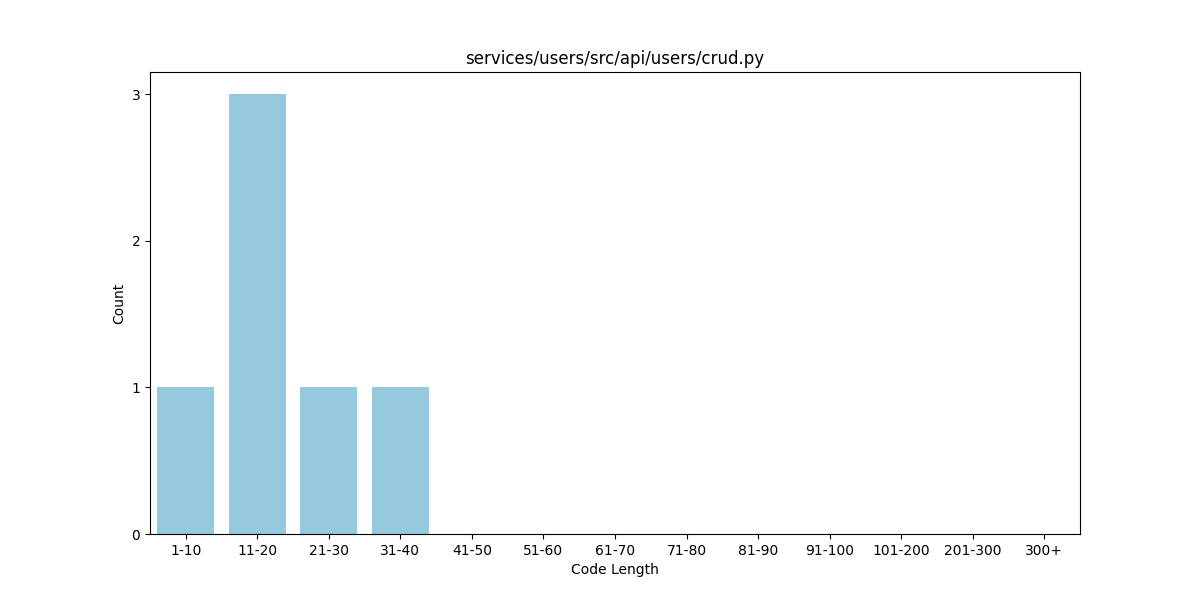 services/users/src/api/users/crud.py
3
2
1
0
Count
1-10 11-20 21-30 31-40 41-50 51-60 61-70 71-80 81-90 91-100 101-200 201-300 300+
Code Length